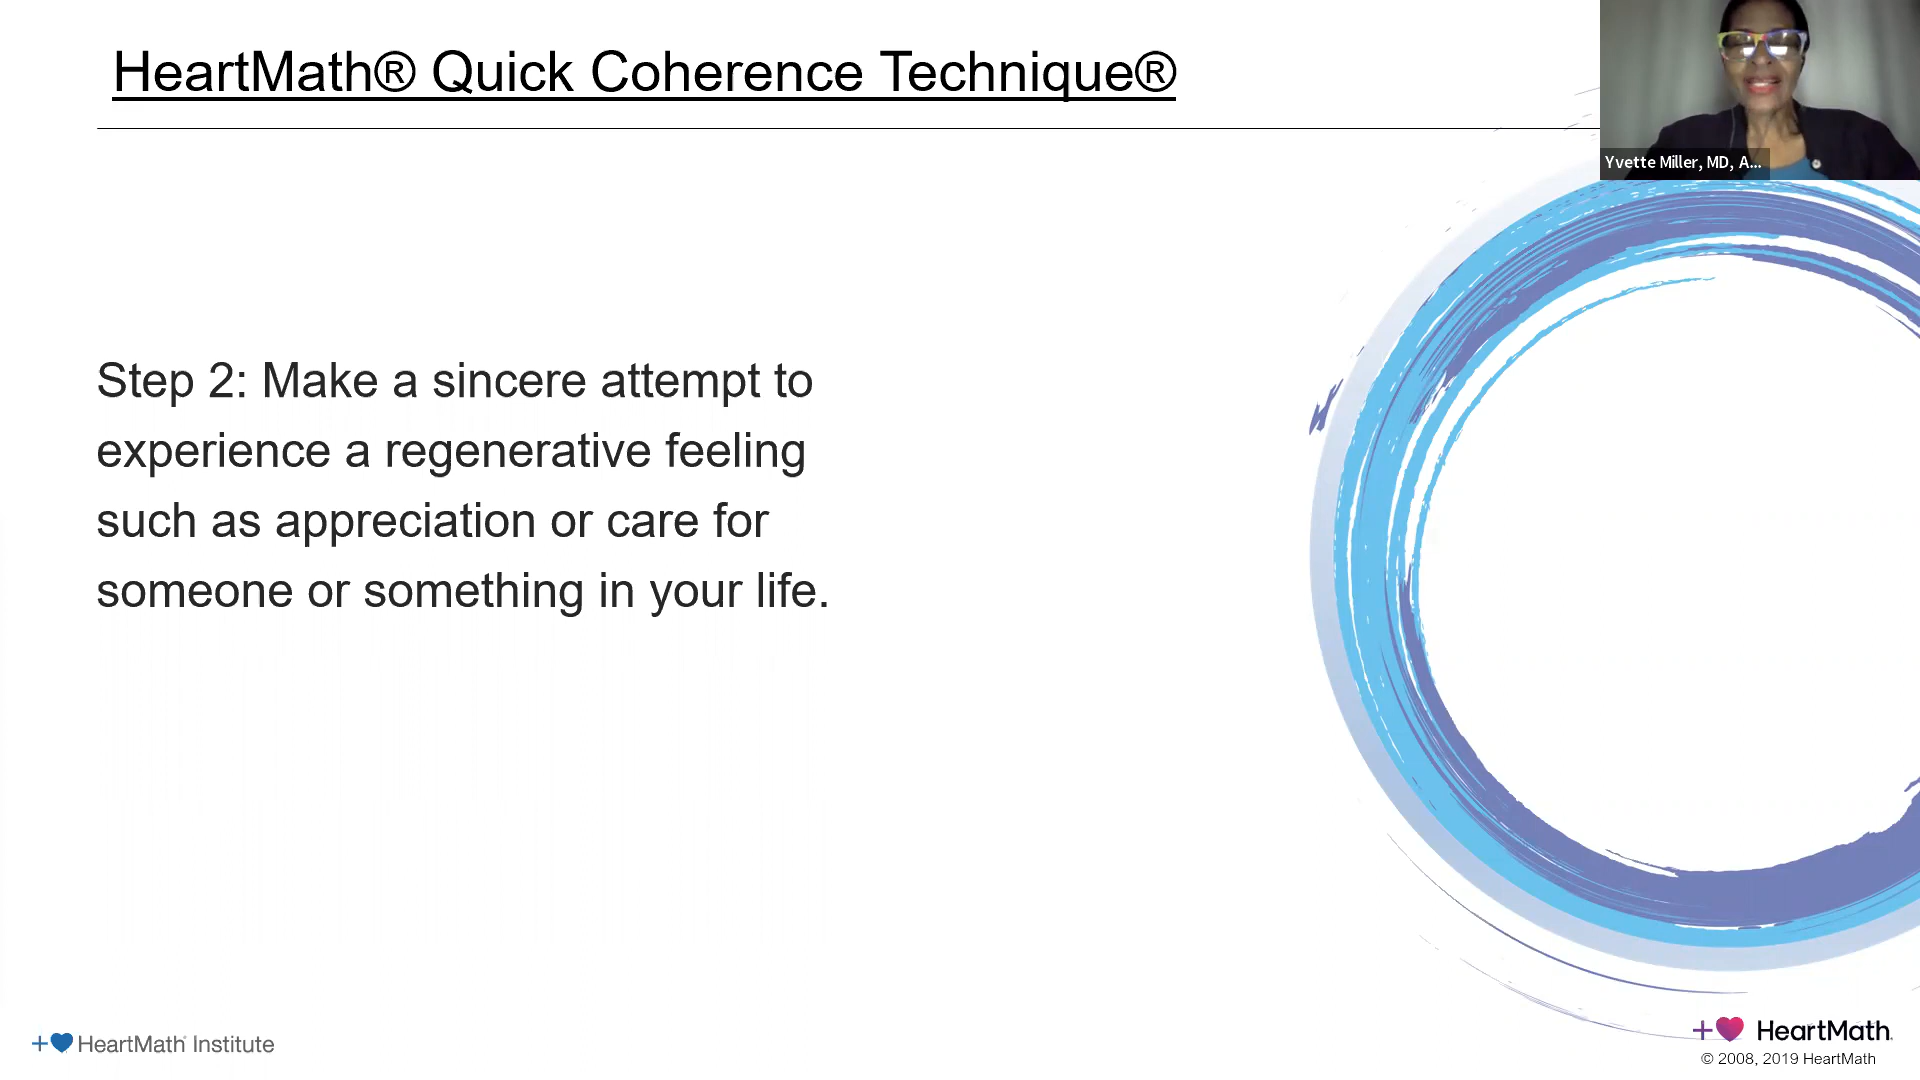 HeartMath® Quick Coherence Technique®
Yvette Miller, MD, A...
Step 2: Make a sincere attempt to
experience a regenerative feeling
such as appreciation or care for
someone or something in your life.
HeartMath Institute
HeartMath
© 2008, 2019 HeartMath